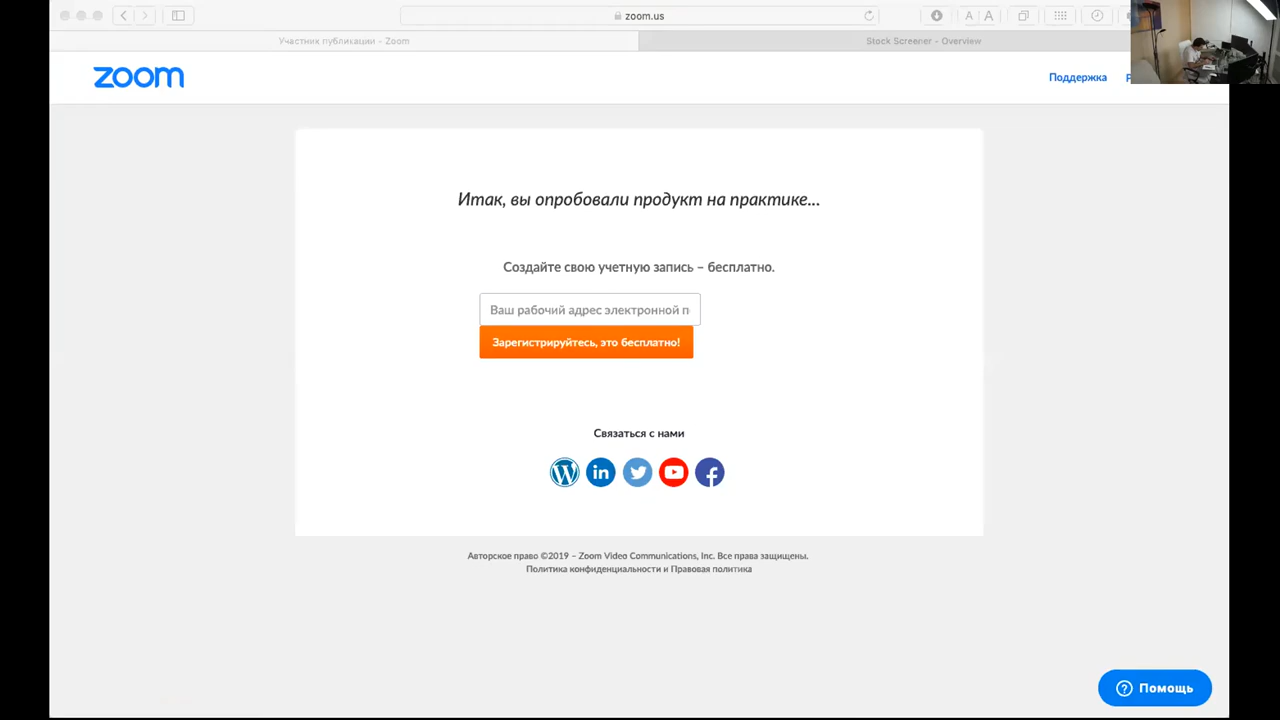 zoom.us
A A
Участник публикации - Zoom
Stock Screener - Overview
zoom
Поддержка
Итак, вы опробовали продукт на практике...
Создайте свою учетную запись – бесплатно.
Ваш рабочий адрес электронной п
Зарегистрируйтесь, это бесплатно!
Связаться с нами
Авторское право ©2019 – Zoom Video Communications, Inc. Все права защищены.
Политика конфиденциальности и Правовая политика
Помощь